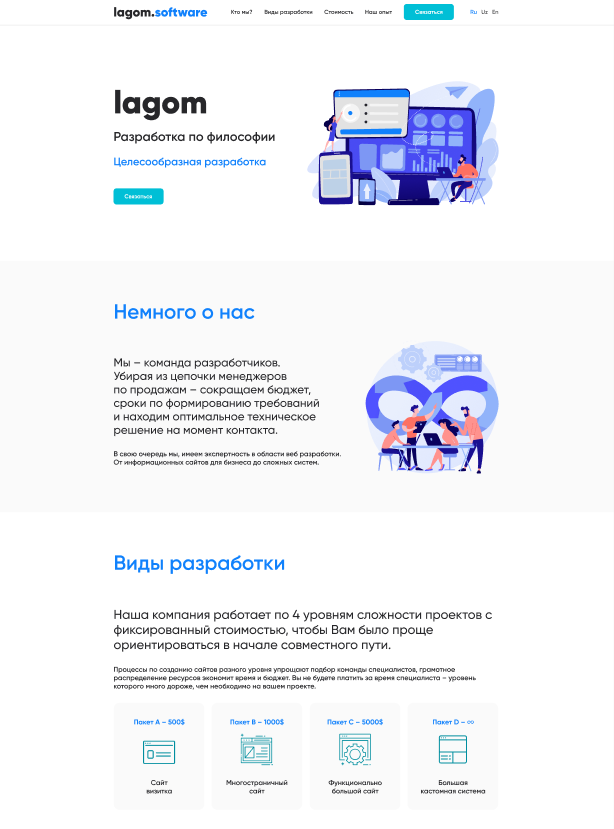 lagom.software
Кто мы?
Виды разработки
Стоимость
Наш опыт
Связаться
Ru Uz En
lagom
Разработка по философии
Целесообразная разработка
Связаться
Немного о нас
Мы – команда разработчиков.
Убирая из цепочки менеджеров
по продажам – сокращаем бюджет,
сроки по формированию требований
и находим оптимальное техническое
решение на момент контакта.
В свою очередь мы, имеем экспертность в области веб разработки.
От информационных сайтов для бизнеса до сложных систем.
Виды разработки
Наша компания работает по 4 уровням сложности проектов с
фиксированный стоимостью, чтобы Вам было проще
ориентироваться в начале совместного пути.
Процессы по созданию сайтов разного уровня упрощают подбор команды специалистов, грамотное
распределение ресурсов экономит время и бюджет. Вы не будете платить за время специалиста – уровень
которого много дороже, чем необходимо на вашем проекте.
Пакет A – 500$
Сайт
визитка
Пакет B – 1000$
Многостраничный
сайт
Пакет C – 5000$
Функционально
большой сайт
Пакет D – ∞
Большая
кастомная система